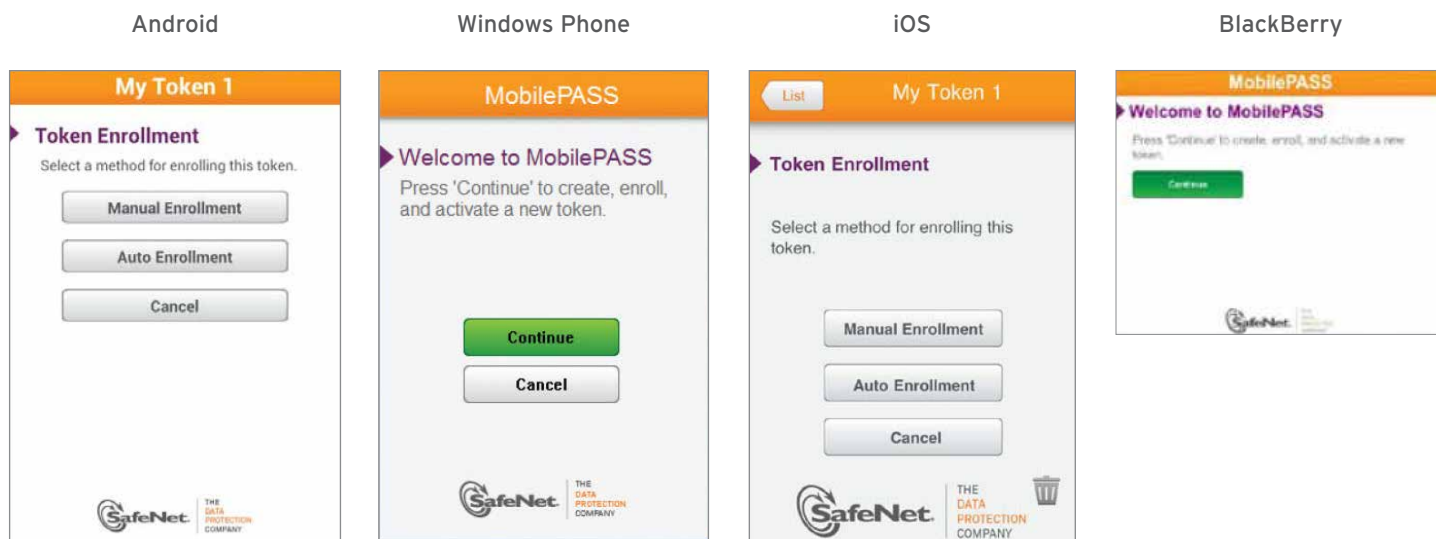 Android
Windows Phone
iOS
BlackBerry
My Token 1
Token Enrollment
Select a method for enrolling this token.
Manual Enrollment
Auto Enrollment
Cancel
SafeNet.
THE
DATA
PROTECTION
COMPANY
MobilePASS
Welcome to MobilePASS
Press 'Continue' to create, enroll,
and activate a new token.
Continue
Cancel
SafeNet.
THE
DATA
PROTECTION
COMPANY
List
My Token 1
Token Enrollment
Select a method for enrolling this
token.
Manual Enrollment
Auto Enrollment
Cancel
SafeNet.
THE
DATA
PROTECTION
COMPANY
MobilePASS
Welcome to MobilePASS
Press 'Continue' to create, enroll, and activate a new
token.
Continue
SafeNet.